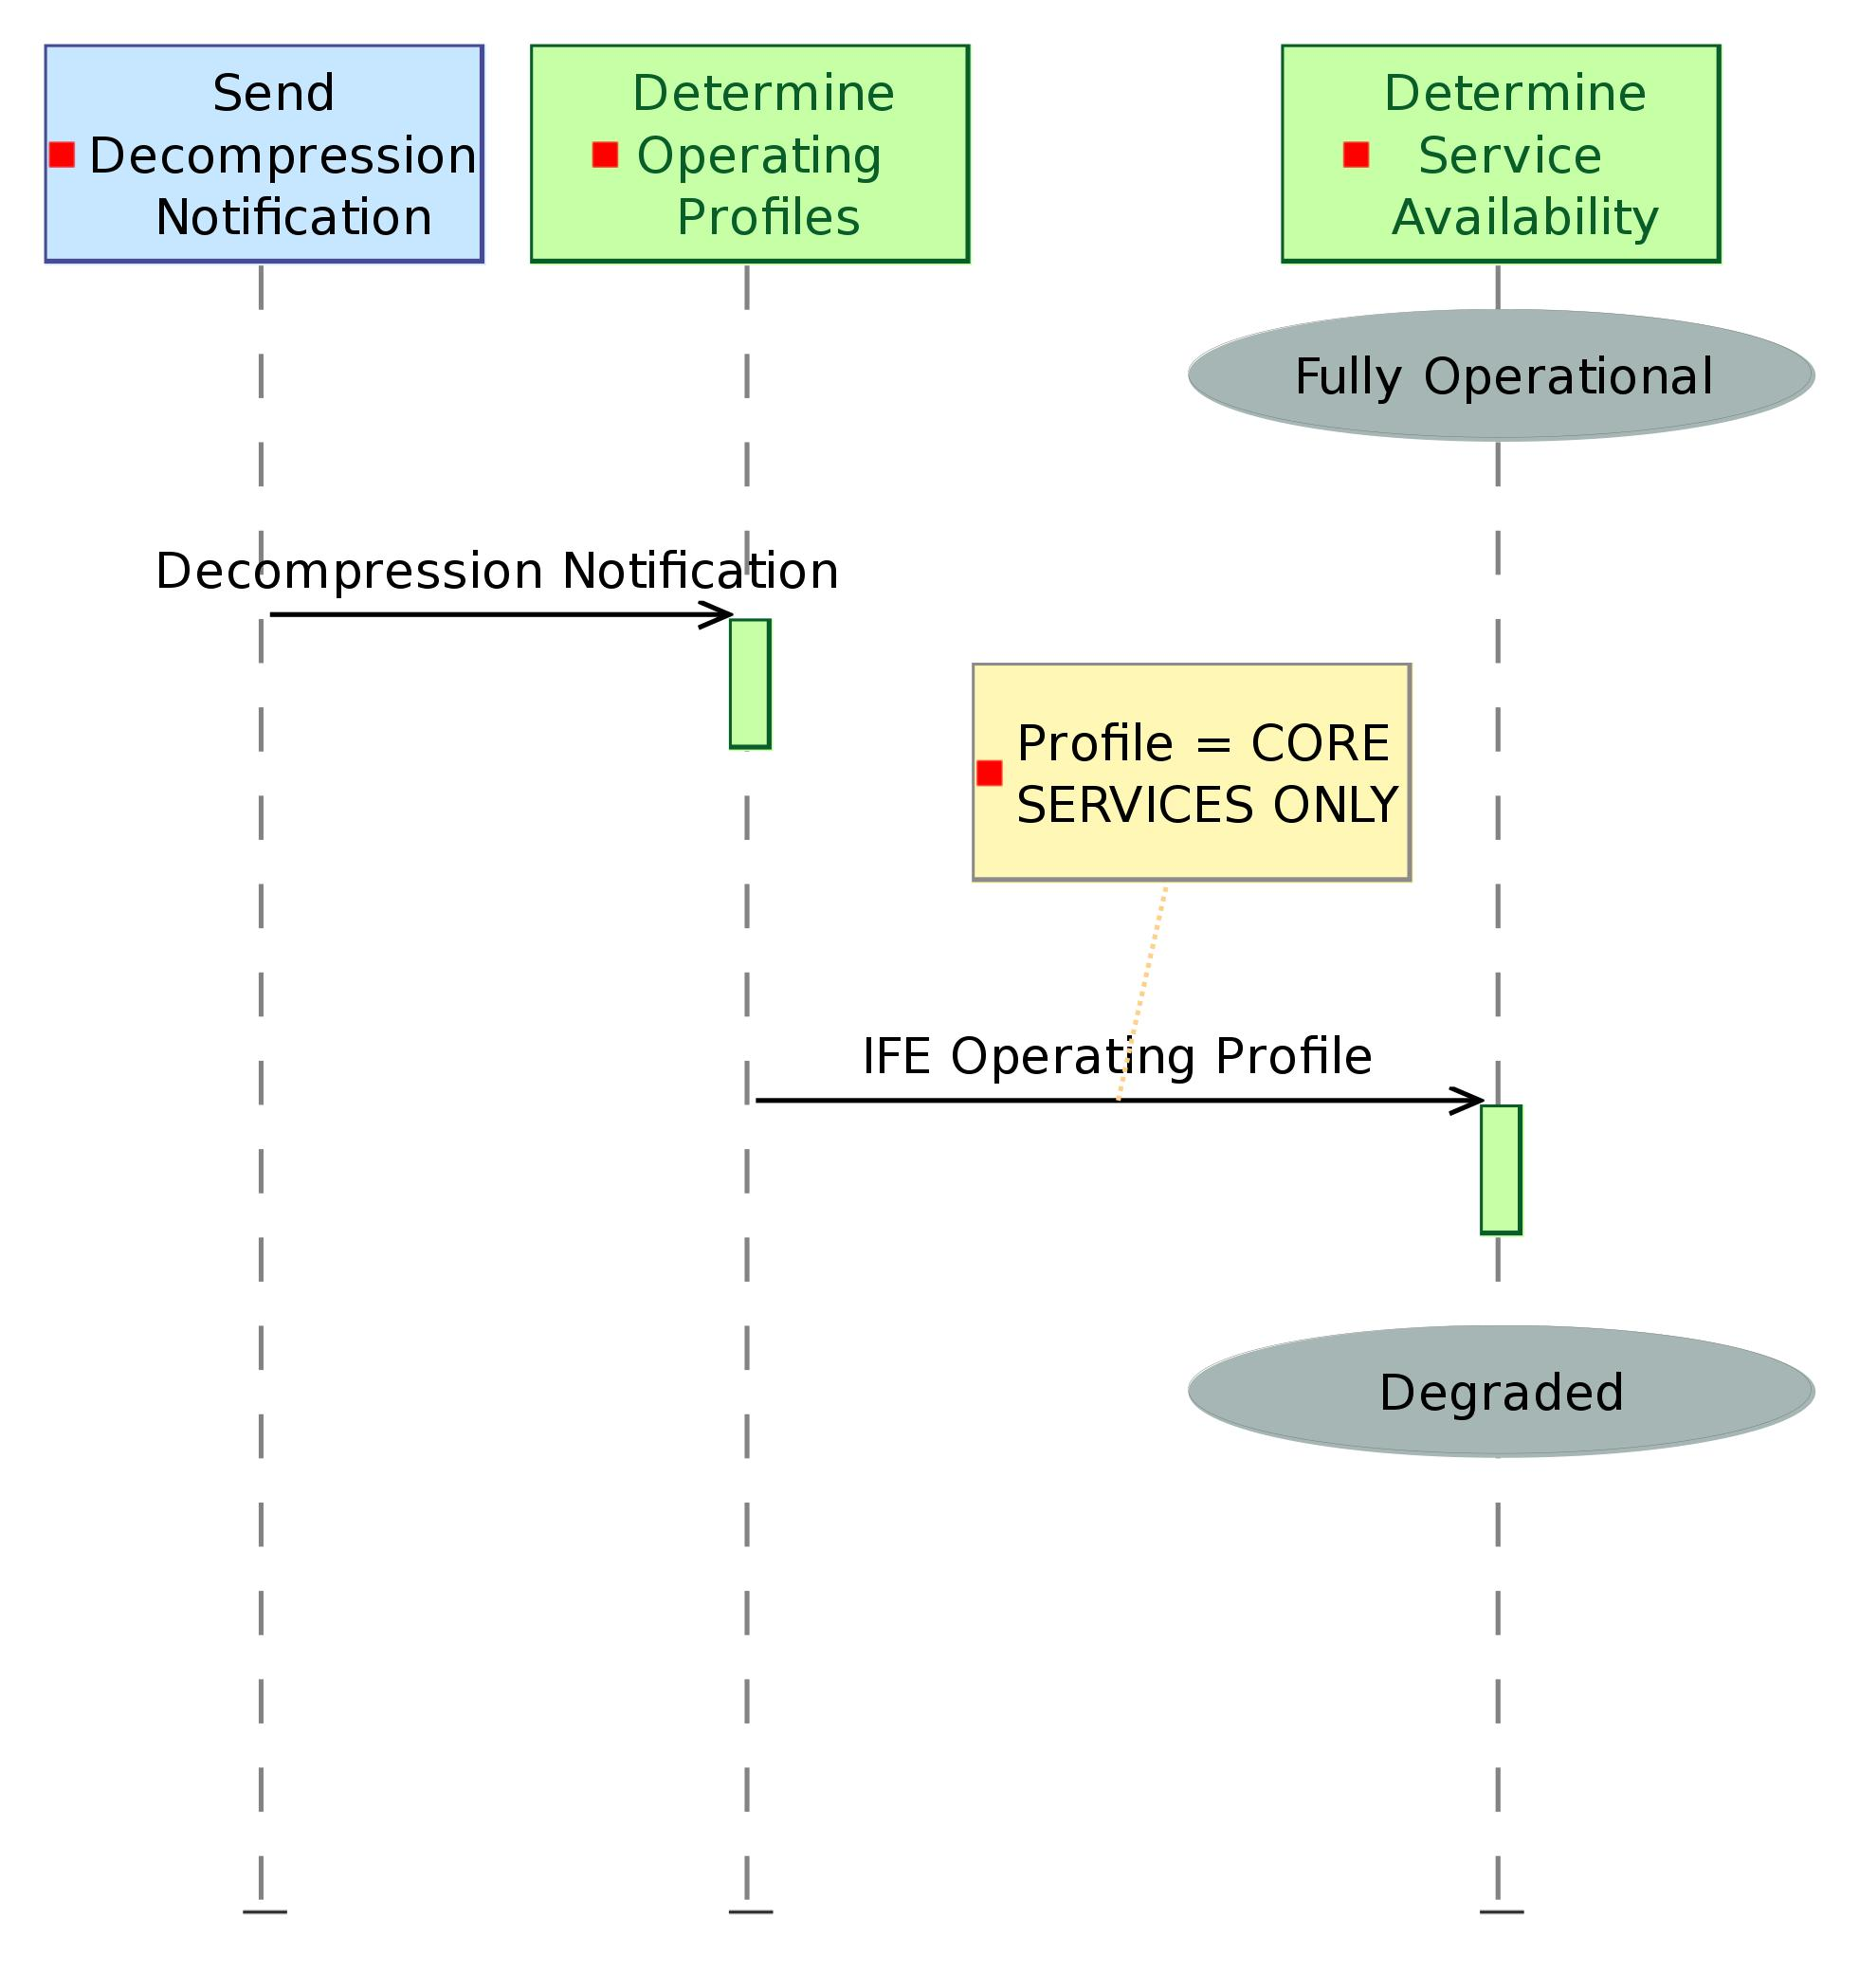 Send
Decompression
Notification
Determine
Operating
Profiles
Determine
Service
Availability
Fully Operational
Decompression Notification
Profile = CORE
SERVICES ONLY
IFE Operating Profile
Degraded